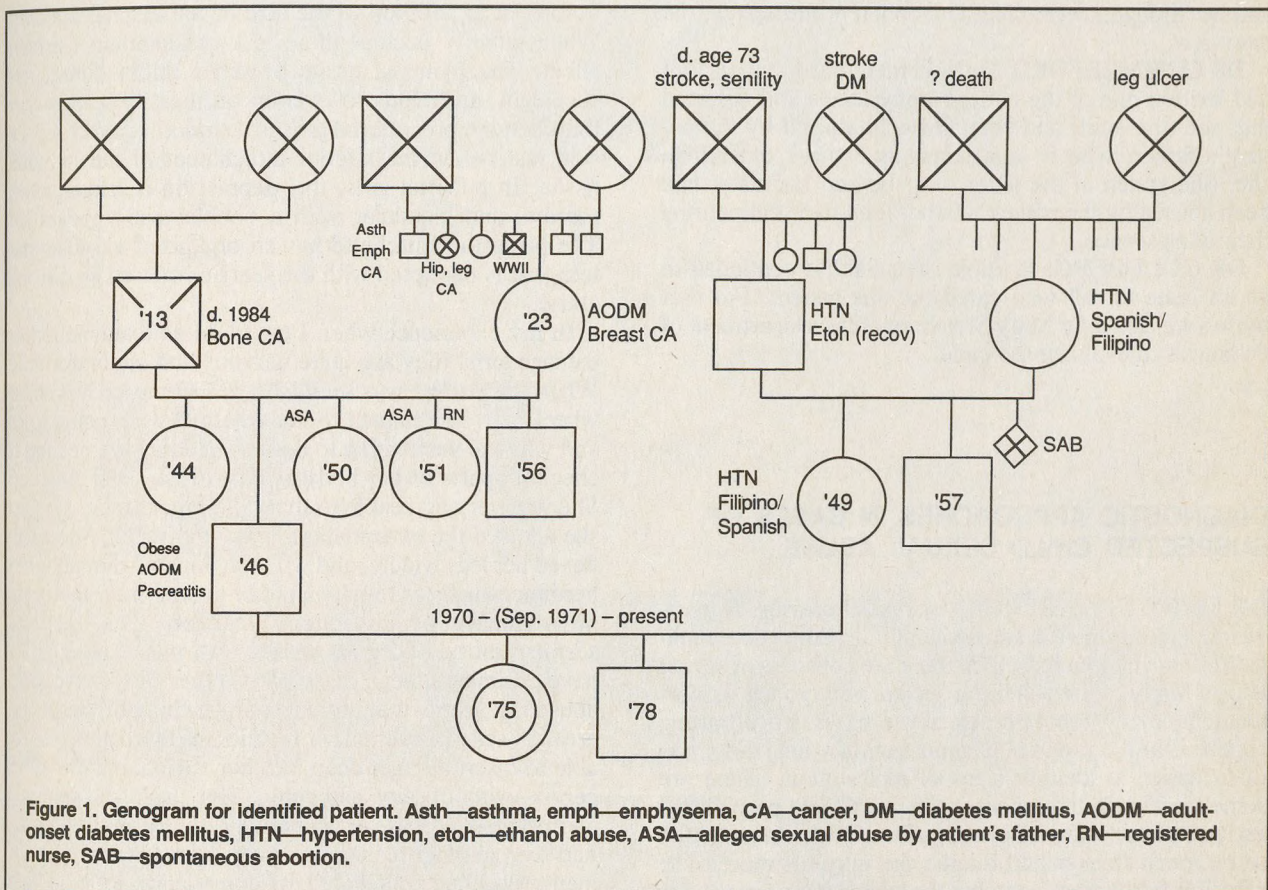 d. age 73
stroke, senility
stroke
DM
? death
leg ulcer
Asth
Emph
CA
Hip, leg
CA
WWII
'13
d. 1984
Bone CA
'23
AODM
Breast CA
HTN
Etoh (recov)
HTN
Spanish/
Filipino
ASA
ASA
RN
'44
'50
'51
'56
HTN
Filipino/
Spanish
'49
'57
SAB
Obese
AODM
Pacreatitis
'46
1970 – (Sep. 1971) – present
'75
'78
Figure 1. Genogram for identified patient. Asth—asthma, emph—emphysema, CA—cancer, DM—diabetes mellitus, AODM—adult-
onset diabetes mellitus, HTN—hypertension, etoh—ethanol abuse, ASA—alleged sexual abuse by patient's father, RN—registered
nurse, SAB—spontaneous abortion.